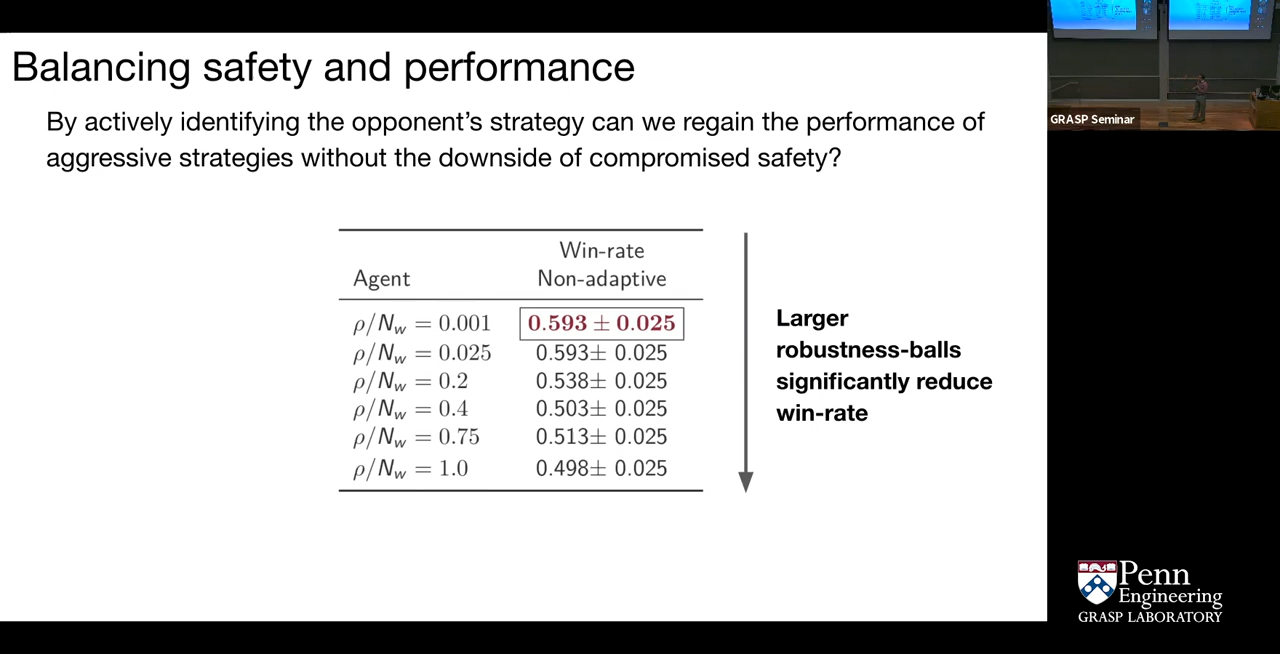 Balancing safety and performance
By actively identifying the opponent's strategy can we regain the performance of
aggressive strategies without the downside of compromised safety?
Win-rate
Agent Non-adaptive
ρ/N_w = 0.001 0.593 ± 0.025
ρ/N_w = 0.025 0.593± 0.025
ρ/N_w = 0.2 0.538± 0.025
ρ/N_w = 0.4 0.503± 0.025
ρ/N_w = 0.75 0.513± 0.025
ρ/N_w = 1.0 0.498± 0.025
Larger
robustness-balls
significantly reduce
win-rate
GRASP Seminar
Penn
Engineering
GRASP LABORATORY